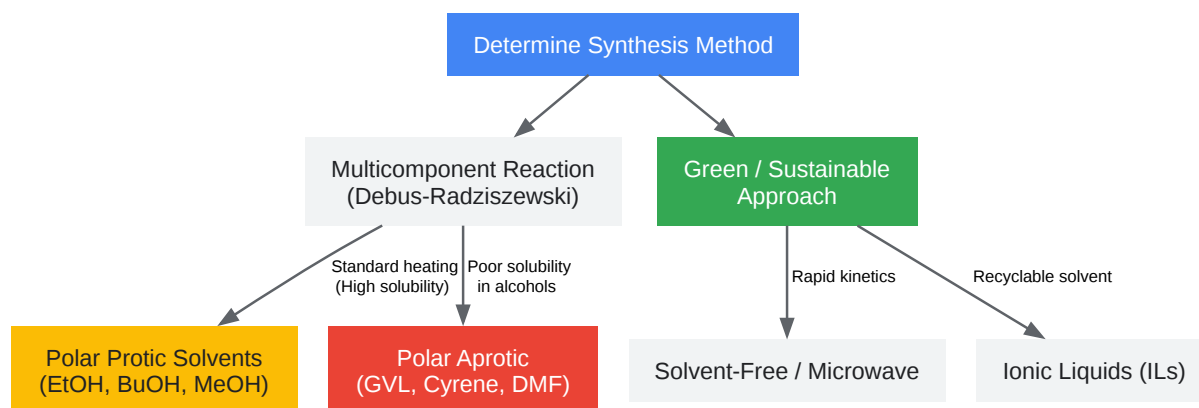 Determine Synthesis Method
Multicomponent Reaction
(Debus-Radziszewski)
Green / Sustainable
Approach
Standard heating
(High solubility)
Poor solubility
in alcohols
Rapid kinetics
Recyclable solvent
Polar Protic Solvents
(EtOH, BuOH, MeOH)
Polar Aprotic
(GVL, Cyrene, DMF)
Solvent-Free / Microwave
Ionic Liquids (ILs)